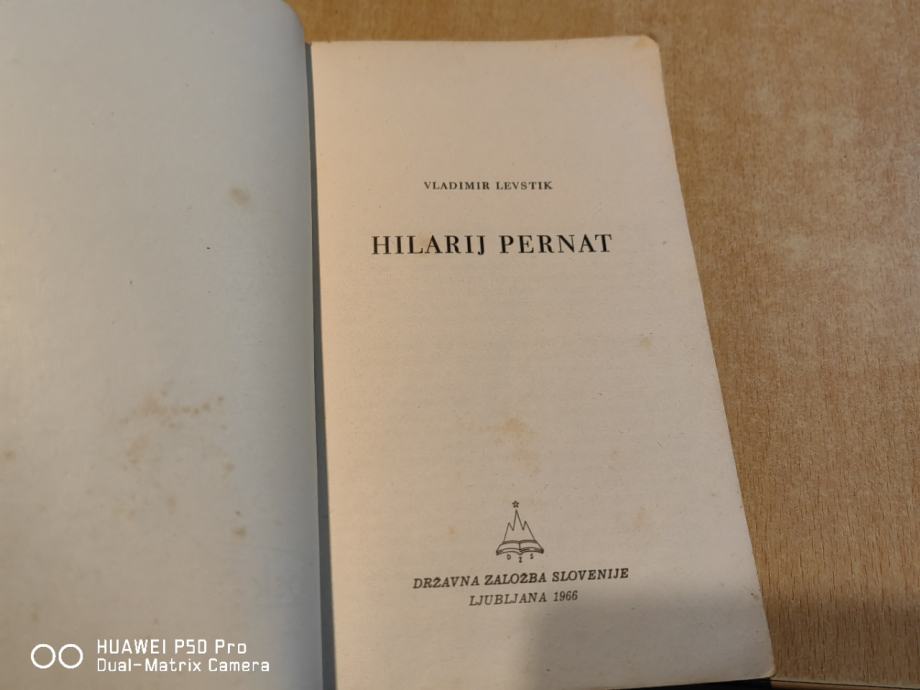 VLADIMIR LEVSTIK
HILARIJ PERNAT
D Z S
DRŽAVNA ZALOŽBA SLOVENIJE
LJUBLJANA 1966
HUAWEI P50 Pro
Dual-Matrix Camera